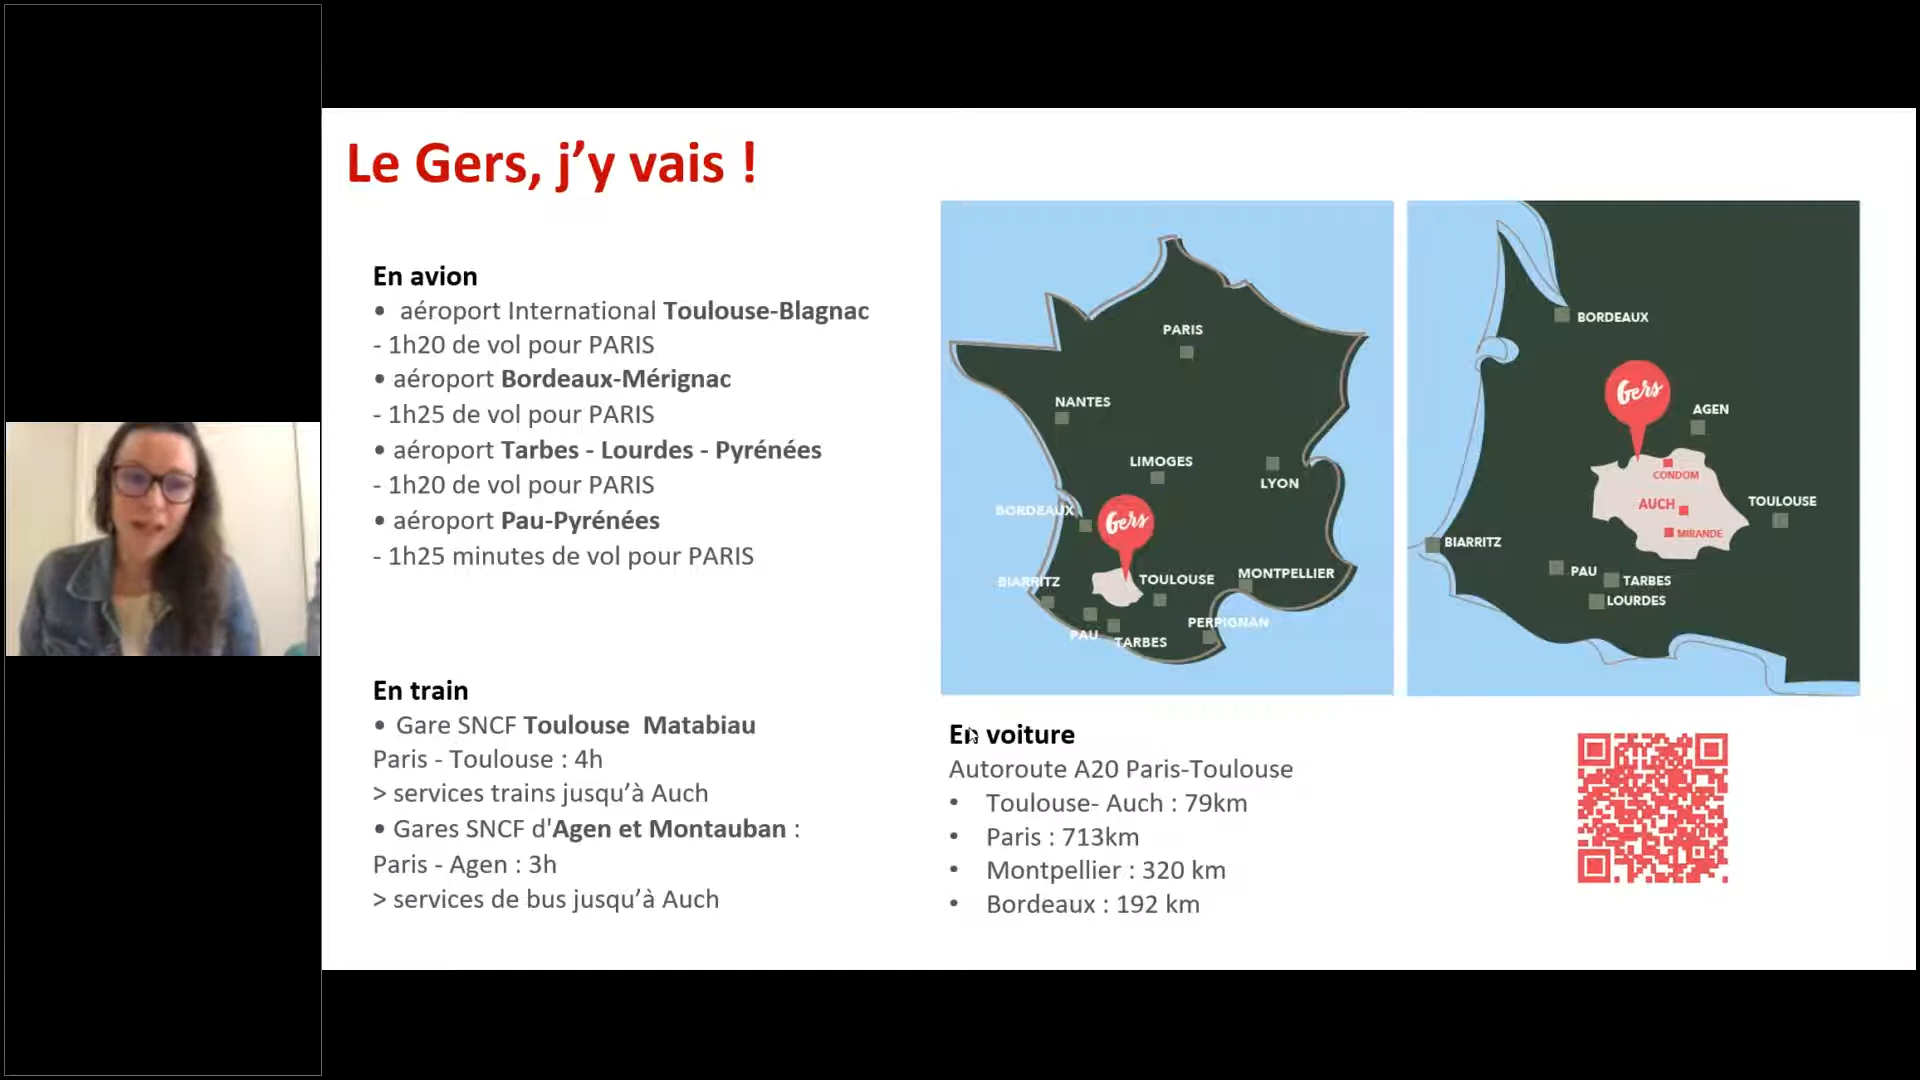 Le Gers, j’y vais !
En avion
• aéroport International Toulouse-Blagnac
- 1h20 de vol pour PARIS
• aéroport Bordeaux-Mérignac
- 1h25 de vol pour PARIS
• aéroport Tarbes - Lourdes - Pyrénées
- 1h20 de vol pour PARIS
• aéroport Pau-Pyrénées
- 1h25 minutes de vol pour PARIS
En train
• Gare SNCF Toulouse Matabiau
Paris - Toulouse : 4h
> services trains jusqu’à Auch
• Gares SNCF d'Agen et Montauban :
Paris - Agen : 3h
> services de bus jusqu’à Auch
PARIS
NANTES
LIMOGES
LYON
BORDEAUX
Gers
BIARRITZ
TOULOUSE
MONTPELLIER
PERPIGNAN
PAU
TARBES
BORDEAUX
Gers
AGEN
CONDOM
AUCH
TOULOUSE
MIRANDE
BIARRITZ
PAU
TARBES
LOURDES
En voiture
Autoroute A20 Paris-Toulouse
• Toulouse- Auch : 79km
• Paris : 713km
• Montpellier : 320 km
• Bordeaux : 192 km